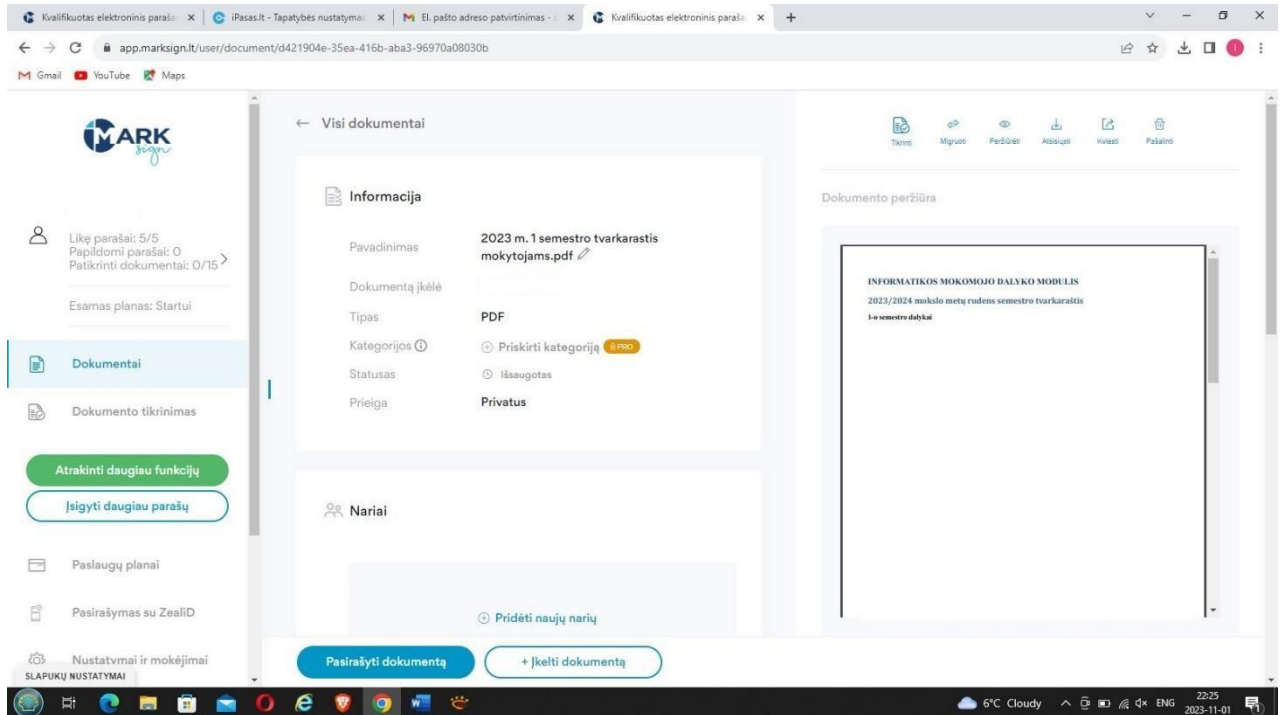 Kvalifikuotas elektroninis paraša
iPasas.lt - Tapatybės nustatymas
El. pašto adreso patvirtinimas -
Kvalifikuotas elektroninis paraša
app.marksign.lt/user/document/d421904e-35ea-416b-aba3-96970a08030b
Gmail
YouTube
Maps
MARK
sign
Likę parašai: 5/5
Papildomi parašai: 0
Patikrinti dokumentai: 0/15
Esamas planas: Startui
Dokumentai
Dokumento tikrinimas
Atrakinti daugiau funkcijų
Įsigyti daugiau parašų
Paslaugų planai
Pasirašymas su ZealiD
Nustatymai ir mokėjimai
SLAPUKŲ NUSTATYMAI
← Visi dokumentai
Informacija
Pavadinimas 2023 m. 1 semestro tvarkarastis
mokytojams.pdf
Dokumentą įkėlė
Tipas PDF
Kategorijos Priskirti kategoriją PRO
Statusas Išsaugotas
Prieiga Privatus
Nariai
Pridėti naujų narių
Pasirašyti dokumentą
+ Įkelti dokumentą
Tikrinti
Migruoti
Peržiūrėti
Atsisiųsti
Kviesti
Pašalinti
Dokumento peržiūra
INFORMATIKOS MOKOMOJO DALYKO MODULIS
2023/2024 mokslo metų rudens semestro tvarkaraštis
1-o semestro dalykai
6°C Cloudy
ENG
22:25
2023-11-01